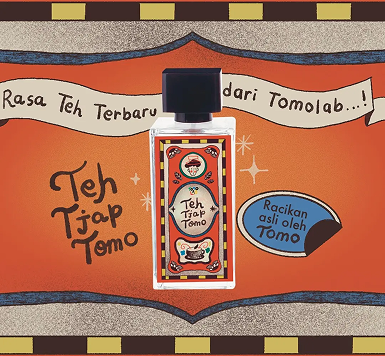 Rasa Teh Terbaru
dari Tomolab...!
Teh
Tjap
Tomo
Teh
Tjap
Tomo
Racikan
asli oleh
Tomo